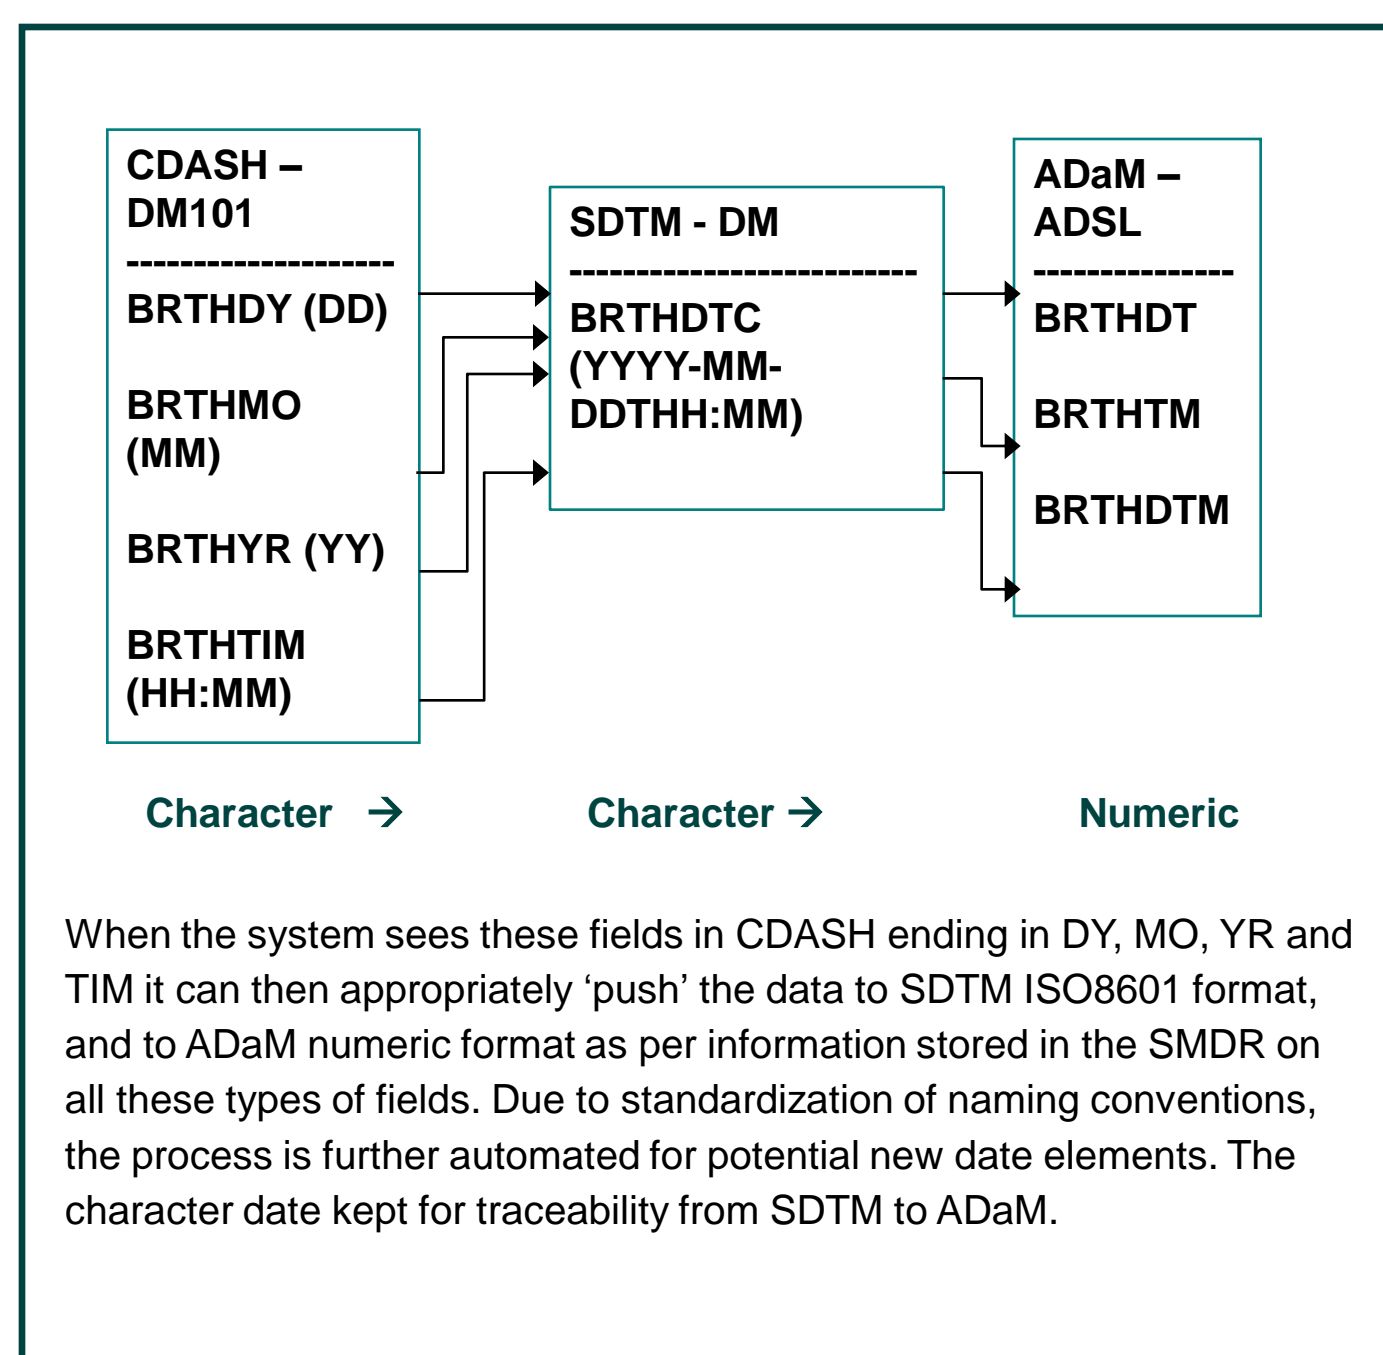 CDASH –
DM101
--------------------
BRTHDY (DD)
BRTHMO
(MM)
BRTHYR (YY)
BRTHTIM
(HH:MM)
SDTM - DM
--------------------------
BRTHDTC
(YYYY-MM-
DDTHH:MM)
ADaM –
ADSL
---------------
BRTHDT
BRTHTM
BRTHDTM
Character →
Character →
Numeric
When the system sees these fields in CDASH ending in DY, MO, YR and
TIM it can then appropriately ‘push’ the data to SDTM ISO8601 format,
and to ADaM numeric format as per information stored in the SMDR on
all these types of fields. Due to standardization of naming conventions,
the process is further automated for potential new date elements. The
character date kept for traceability from SDTM to ADaM.